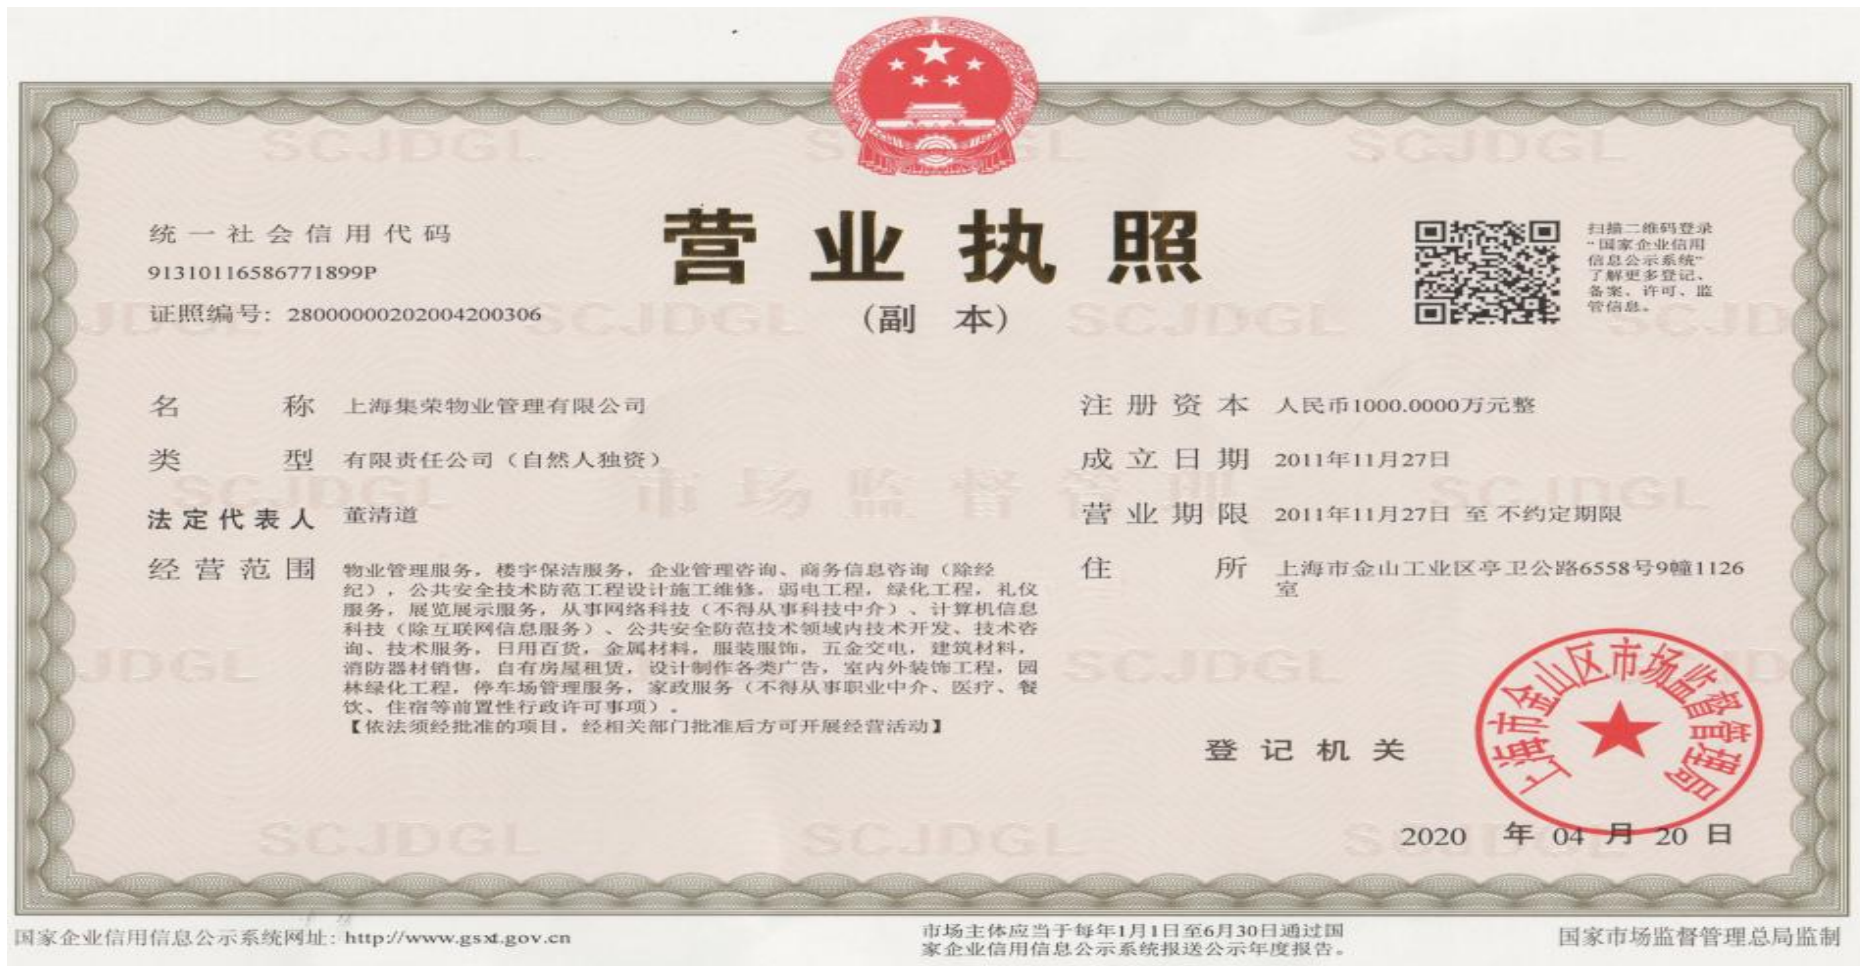 营业执照
(副 本)
统一社会信用代码
91310116586771899P
证照编号：28000000202004200306
扫描二维码登录
“国家企业信用
信息公示系统”
了解更多登记、
备案、许可、监
管信息。
名 称 上海集荣物业管理有限公司
类 型 有限责任公司（自然人独资）
法定代表人 董清道
经营范围 物业管理服务，楼宇保洁服务，企业管理咨询、商务信息咨询（除经
纪），公共安全技术防范工程设计施工维修，弱电工程，绿化工程，礼仪
服务，展览展示服务，从事网络科技（不得从事科技中介）、计算机信息
科技（除互联网信息服务）、公共安全防范技术领域内技术开发、技术咨
询、技术服务，日用百货，金属材料，服装服饰，五金交电，建筑材料，
消防器材销售，自有房屋租赁，设计制作各类广告，室内外装饰工程，园
林绿化工程，停车场管理服务，家政服务（不得从事职业中介、医疗、餐
饮、住宿等前置性行政许可事项）。
【依法须经批准的项目，经相关部门批准后方可开展经营活动】
注册资本 人民币1000.0000万元整
成立日期 2011年11月27日
营业期限 2011年11月27日 至 不约定期限
住 所 上海市金山工业区亭卫公路6558号9幢1126
室
登记机关
上海市金山区市场监督管理局
2020 年 04 月 20 日
国家企业信用信息公示系统网址：http://www.gsxt.gov.cn
市场主体应当于每年1月1日至6月30日通过国
家企业信用信息公示系统报送公示年度报告。
国家市场监督管理总局监制